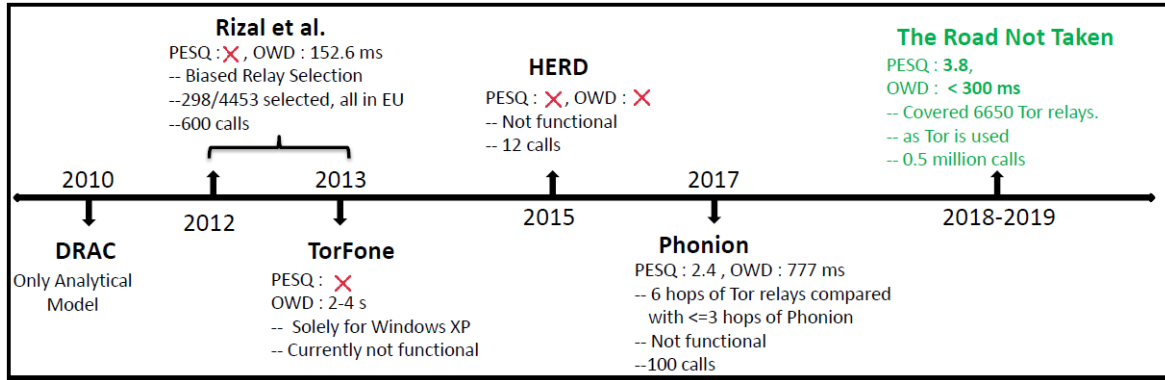 Rizal et al.
PESQ : ❌, OWD : 152.6 ms
-- Biased Relay Selection
--298/4453 selected, all in EU
--600 calls
HERD
PESQ : ❌, OWD : ❌
-- Not functional
-- 12 calls
The Road Not Taken
PESQ : 3.8,
OWD : < 300 ms
-- Covered 6650 Tor relays.
-- as Tor is used
-- 0.5 million calls
2010
2012
2013
2015
2017
2018-2019
DRAC
Only Analytical
Model
TorFone
PESQ : ❌
OWD : 2-4 s
-- Solely for Windows XP
-- Currently not functional
Phonion
PESQ : 2.4 , OWD : 777 ms
-- 6 hops of Tor relays compared
with <=3 hops of Phonion
-- Not functional
--100 calls